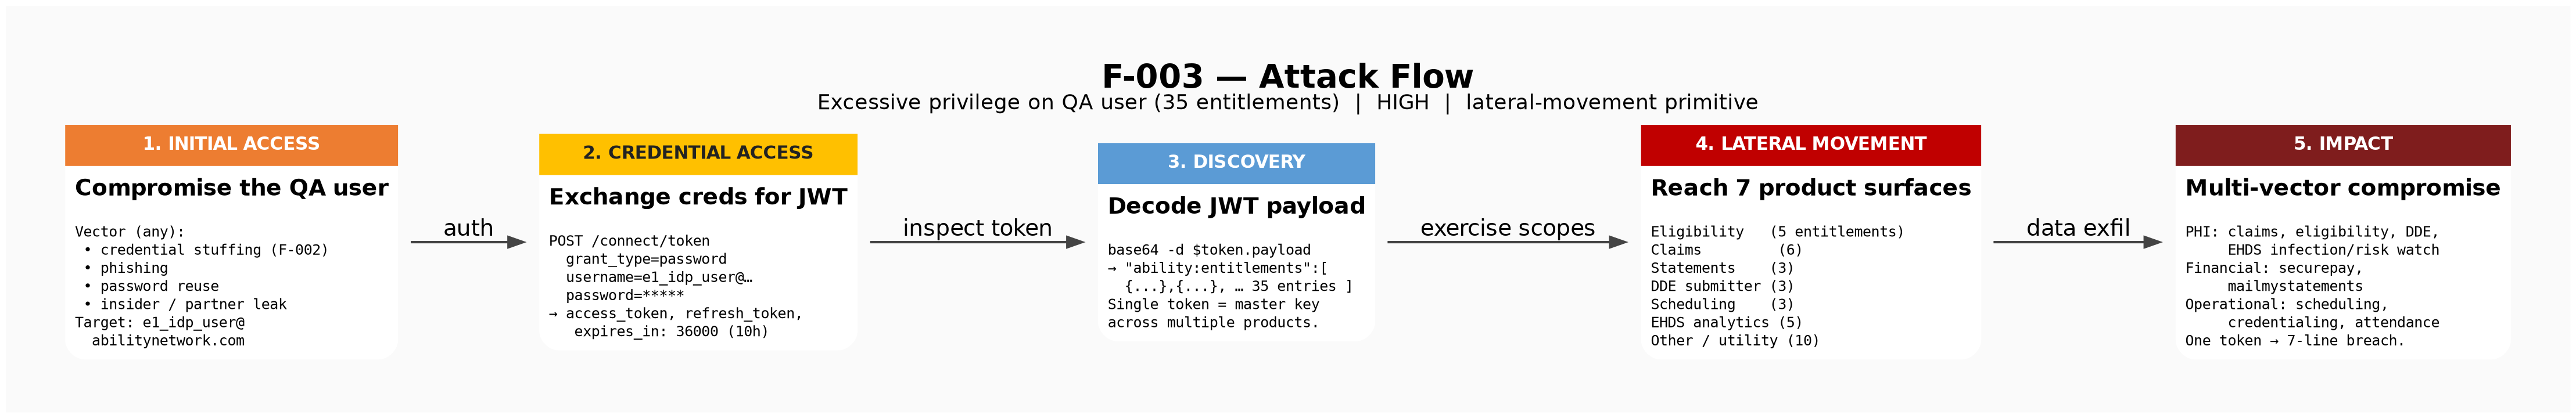 F-003 — Attack Flow
Excessive privilege on QA user (35 entitlements) | HIGH | lateral-movement primitive
1. INITIAL ACCESS
Compromise the QA user
Vector (any):
• credential stuffing (F-002)
• phishing
• password reuse
• insider / partner leak
Target: e1_idp_user@
abilitynetwork.com
auth
2. CREDENTIAL ACCESS
Exchange creds for JWT
POST /connect/token
grant_type=password
username=e1_idp_user@…
password=*****
→ access_token, refresh_token,
expires_in: 36000 (10h)
inspect token
3. DISCOVERY
Decode JWT payload
base64 -d $token.payload
→ "ability:entitlements":[
{...},{...}, … 35 entries ]
Single token = master key
across multiple products.
exercise scopes
4. LATERAL MOVEMENT
Reach 7 product surfaces
Eligibility (5 entitlements)
Claims (6)
Statements (3)
DDE submitter (3)
Scheduling (3)
EHDS analytics (5)
Other / utility (10)
data exfil
5. IMPACT
Multi-vector compromise
PHI: claims, eligibility, DDE,
EHDS infection/risk watch
Financial: securepay,
mailmystatements
Operational: scheduling,
credentialing, attendance
One token → 7-line breach.